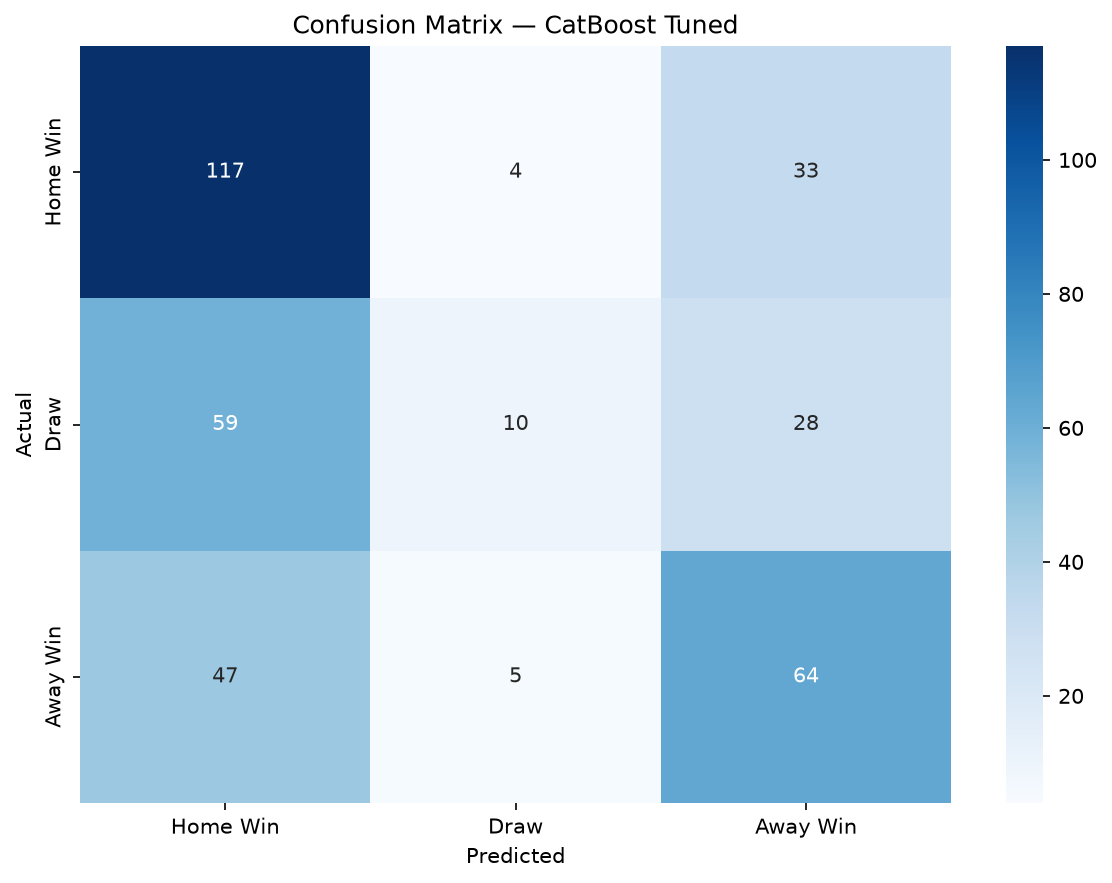 Confusion Matrix — CatBoost Tuned
Actual
Home Win
117
4
33
Draw
59
10
28
Away Win
47
5
64
Home Win
Draw
Away Win
Predicted
100
80
60
40
20